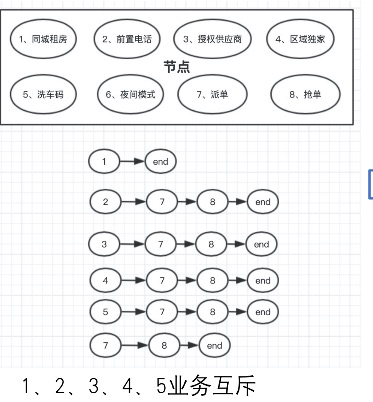 1、同城租房 2、前置电话 3、授权供应商 4、区域独家
节点
5、洗车码 6、夜间模式 7、派单 8、抢单
1 end
2 7 8 end
3 7 8 end
4 7 8 end
5 7 8 end
7 8 end
1、2、3、4、5业务互斥